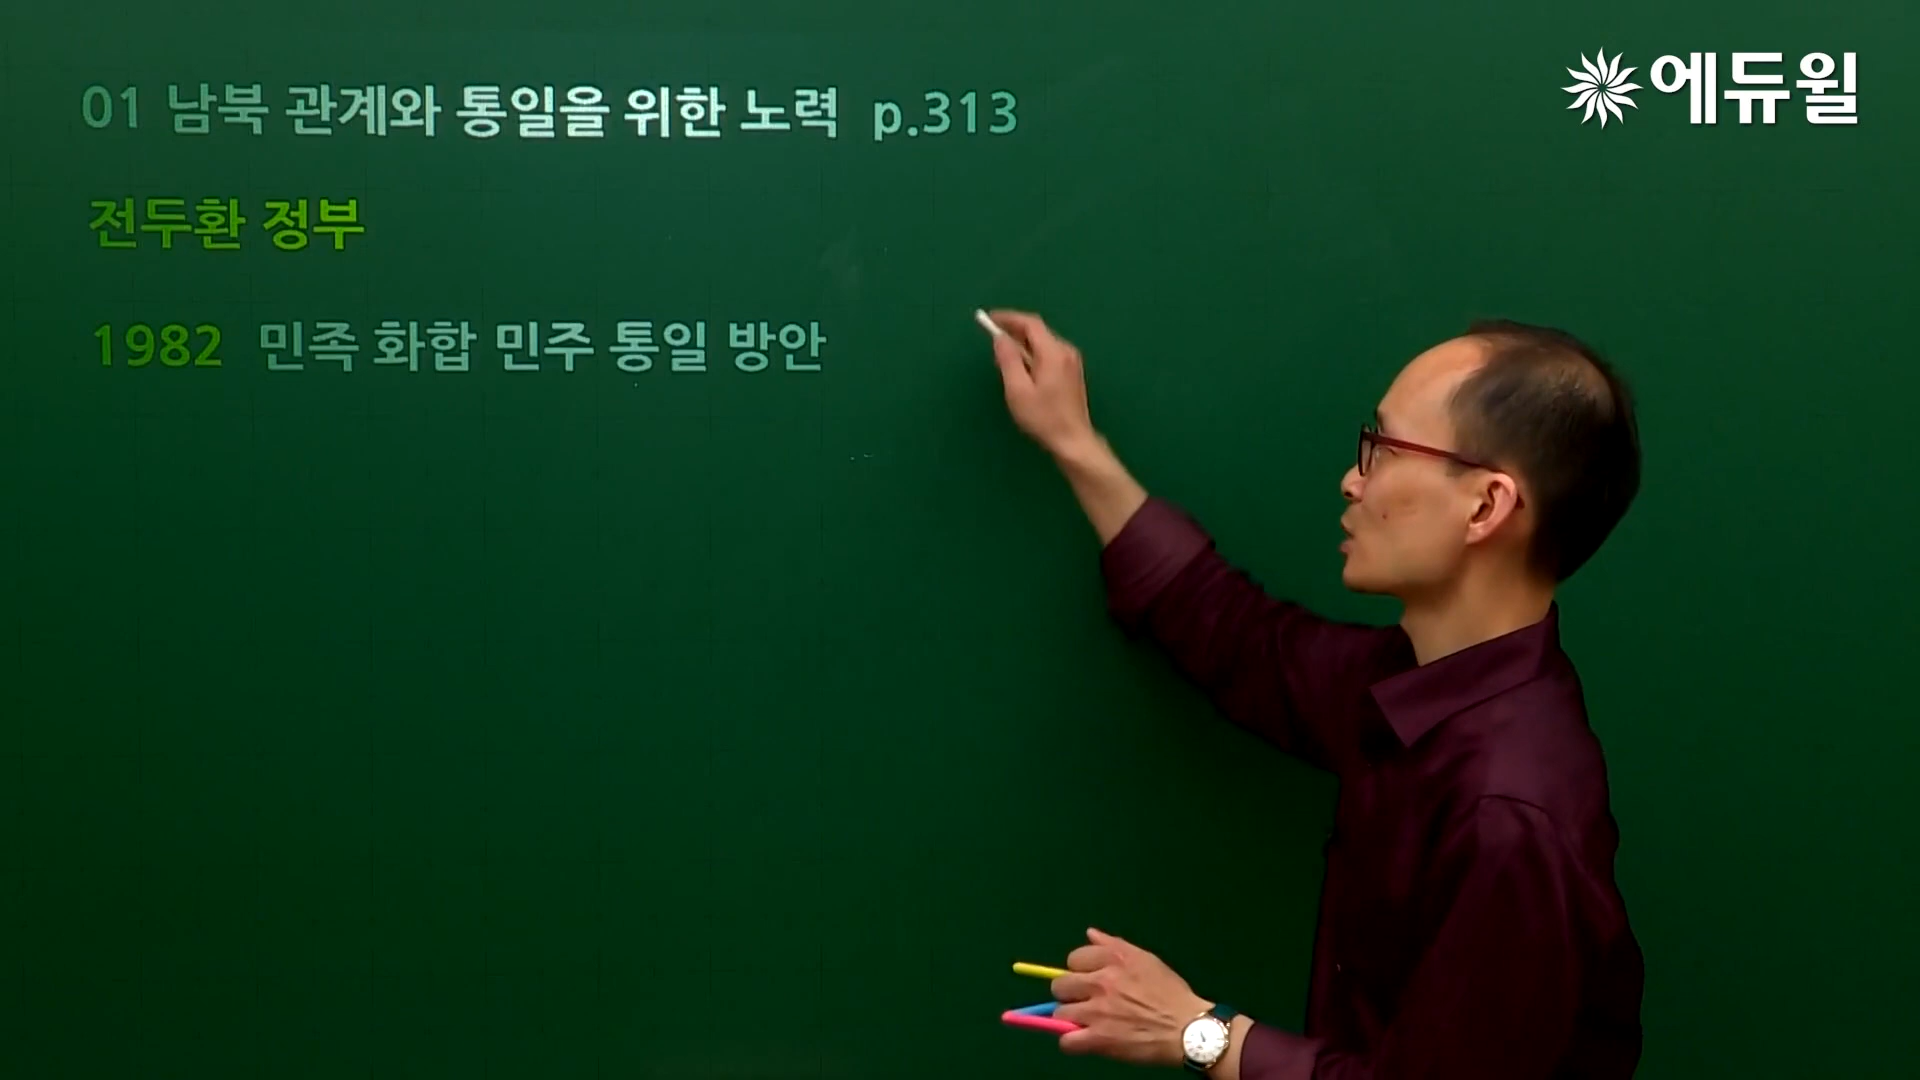 01 남북 관계와 통일을 위한 노력 p.313
에듀윌
전두환 정부
1982 민족 화합 민주 통일 방안